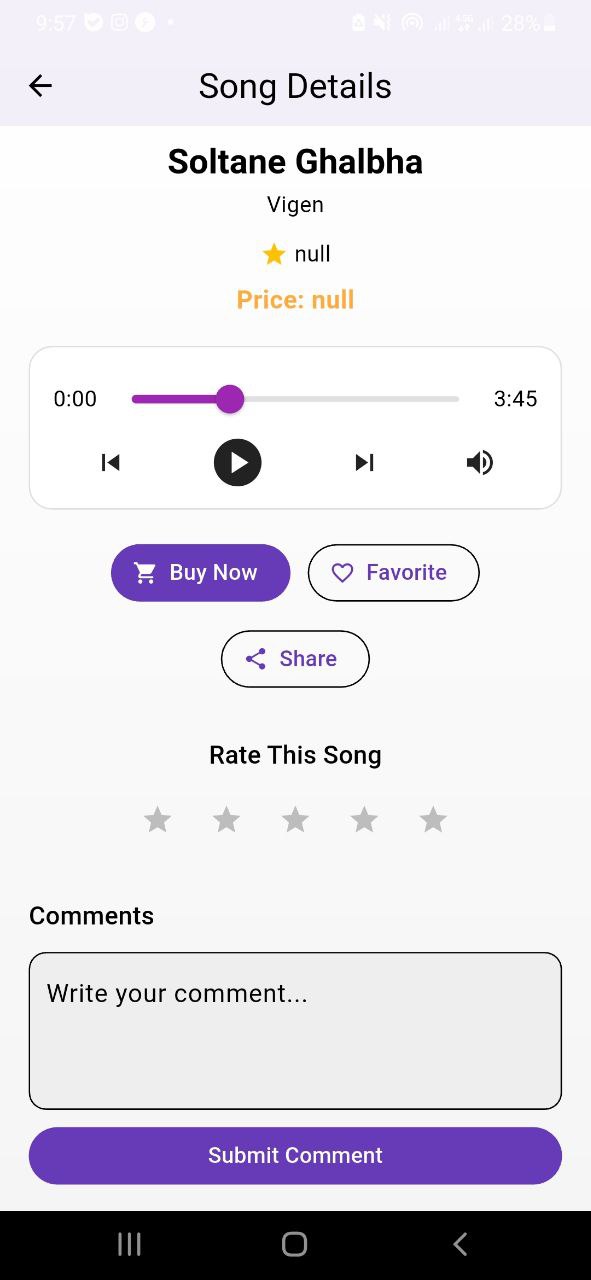 9:57
28%
Song Details
Soltane Ghalbha
Vigen
null
Price: null
0:00 3:45
Buy Now Favorite
Share
Rate This Song
Comments
Write your comment...
Submit Comment